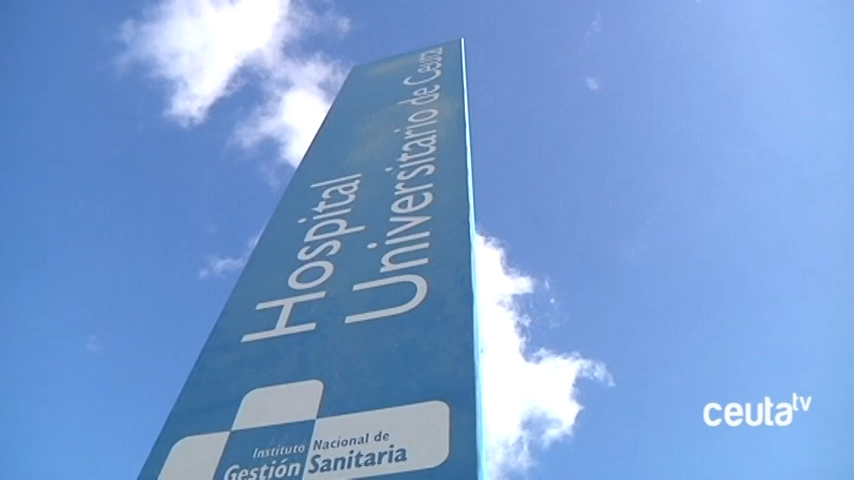 Hospital
Universitario de Ceuta
Instituto Nacional de
Gestión Sanitaria
ceutatv